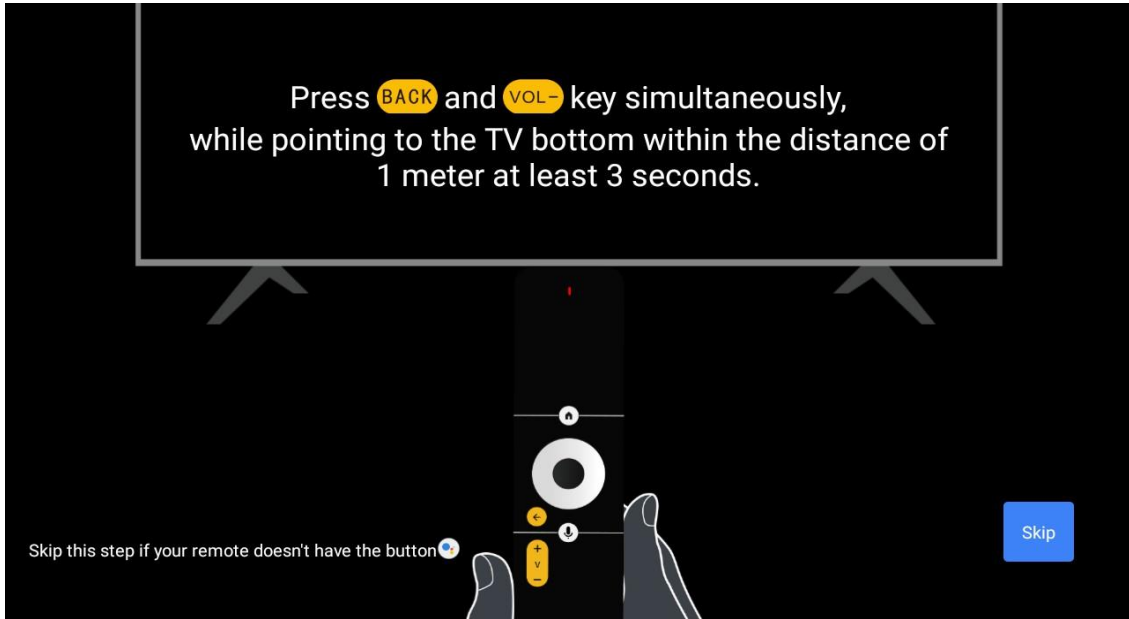 Press BACK and VOL- key simultaneously,
while pointing to the TV bottom within the distance of
1 meter at least 3 seconds.
+
V
-
Skip this step if your remote doesn't have the button
Skip